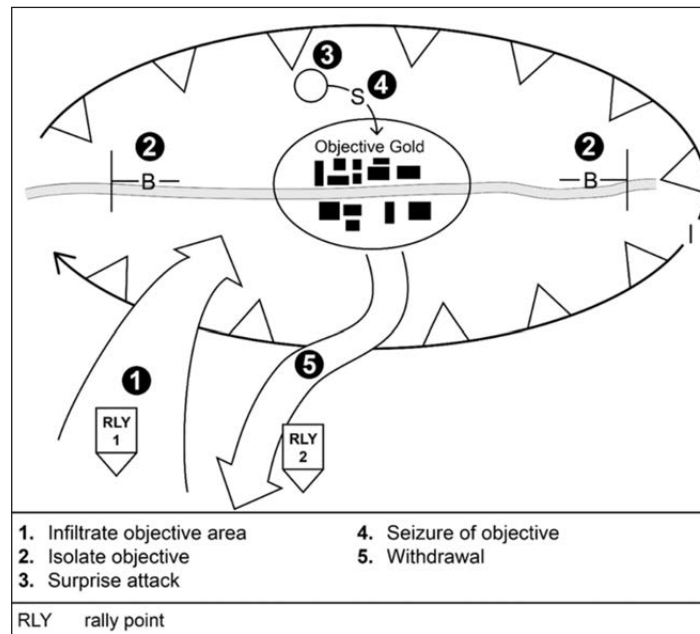 3
4
S
2
2
Objective Gold
B
B
I
1
5
RLY
1
RLY
2
1. Infiltrate objective area
2. Isolate objective
3. Surprise attack
4. Seizure of objective
5. Withdrawal
RLY rally point